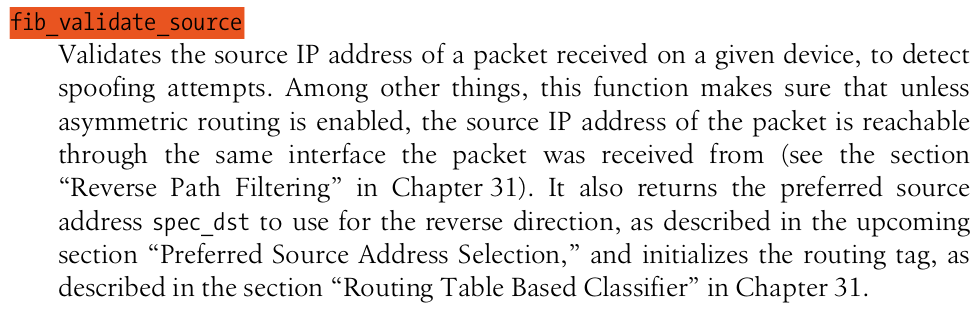 fib_validate_source
Validates the source IP address of a packet received on a given device, to detect
spoofing attempts. Among other things, this function makes sure that unless
asymmetric routing is enabled, the source IP address of the packet is reachable
through the same interface the packet was received from (see the section
“Reverse Path Filtering” in Chapter 31). It also returns the preferred source
address spec_dst to use for the reverse direction, as described in the upcoming
section “Preferred Source Address Selection,” and initializes the routing tag, as
described in the section “Routing Table Based Classifier” in Chapter 31.